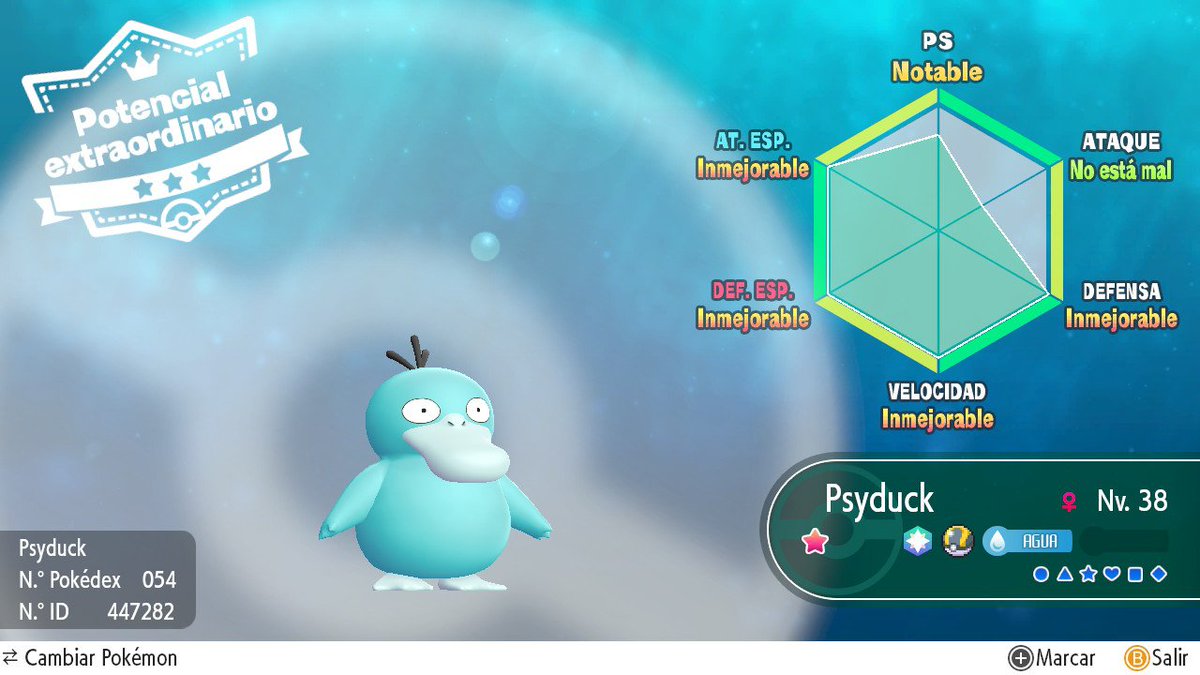 Potencial
extraordinario
PS
Notable
AT. ESP.
Inmejorable
ATAQUE
No está mal
DEF. ESP.
Inmejorable
DEFENSA
Inmejorable
VELOCIDAD
Inmejorable
Psyduck ♀ Nv. 38
AGUA
Psyduck
N.° Pokédex 054
N.° ID 447282
Cambiar Pokémon
+ Marcar B Salir